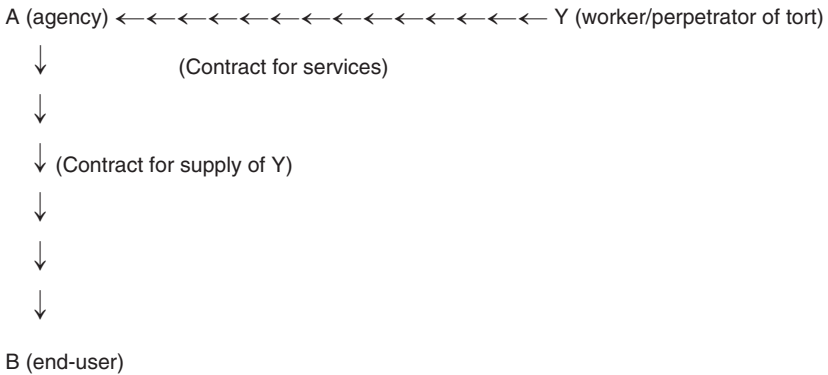 A (agency) ←←←←←←←←←←←←←← Y (worker/perpetrator of tort)
(Contract for services)
(Contract for supply of Y)
B (end-user)